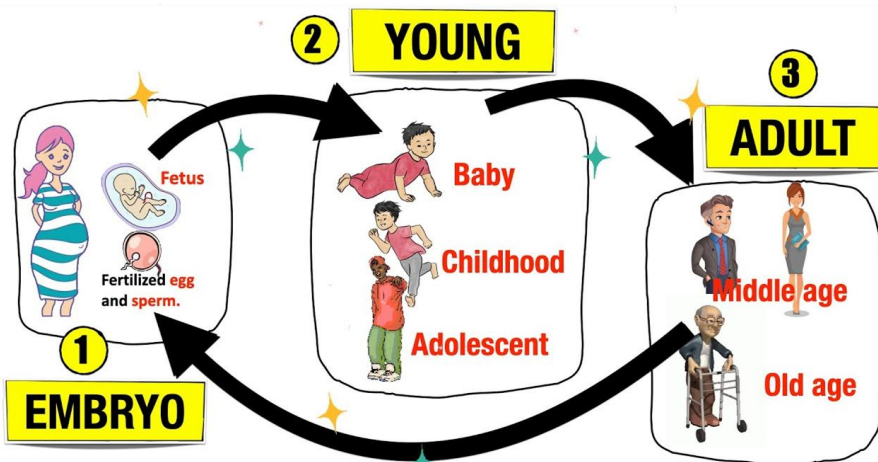 1
EMBRYO
Fetus
Fertilized egg
and sperm.
2
YOUNG
Baby
Childhood
Adolescent
3
ADULT
Middle age
Old age